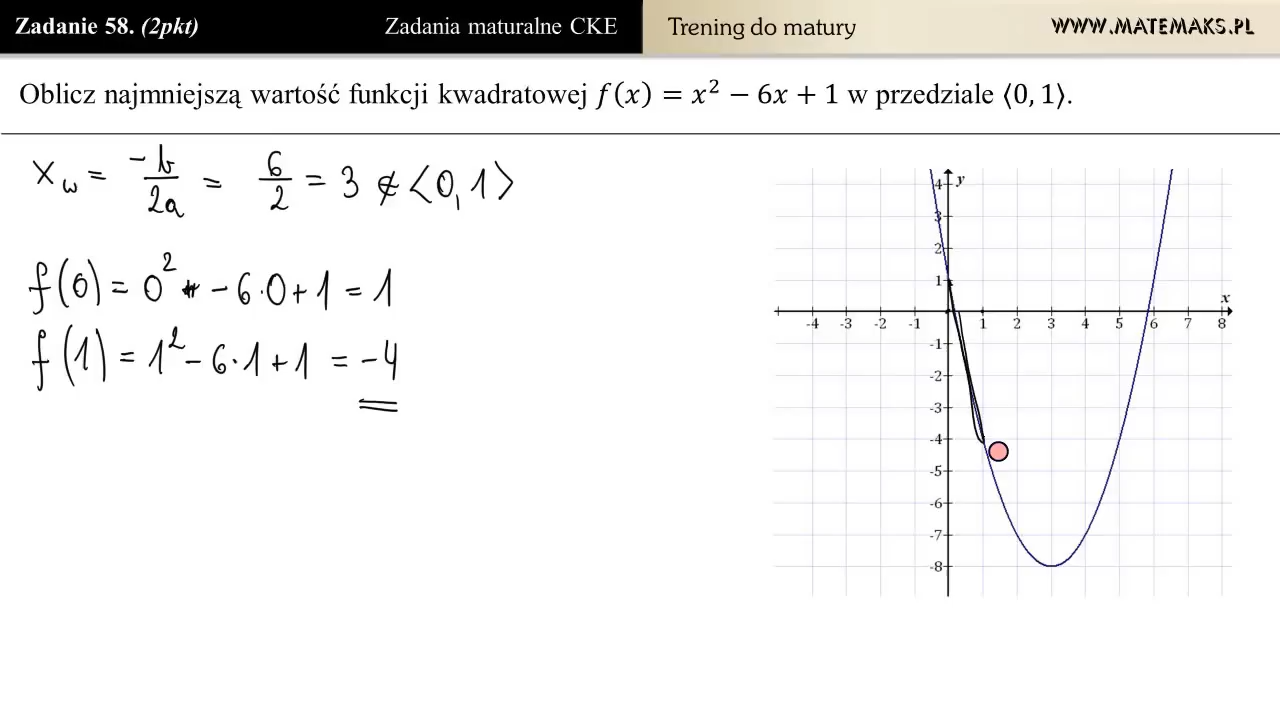 Zadanie 58. (2pkt) Zadania maturalne CKE Trening do matury WWW.MATEMAKS.PL
Oblicz najmniejszą wartość funkcji kwadratowej f(x) = x² − 6x + 1 w przedziale ⟨0, 1⟩.
x_w = -b/2a = 6/2 = 3 ∉ ⟨0, 1⟩
f(0) = 0² - 6·0 + 1 = 1
f(1) = 1² - 6·1 + 1 = -4
y
4
3
2
1
x
-4 -3 -2 -1 1 2 3 4 5 6 7 8
-1
-2
-3
-4
-5
-6
-7
-8